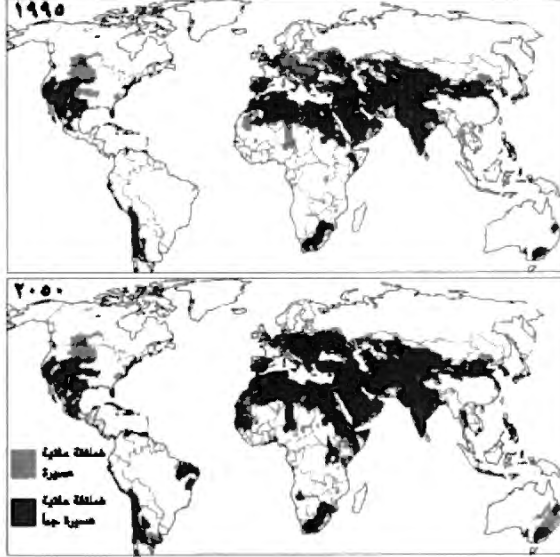 ١٩٩٥
٢٠٥٠
ضائقة مائية
عسيرة
ضائقة مائية
عسيرة جداً